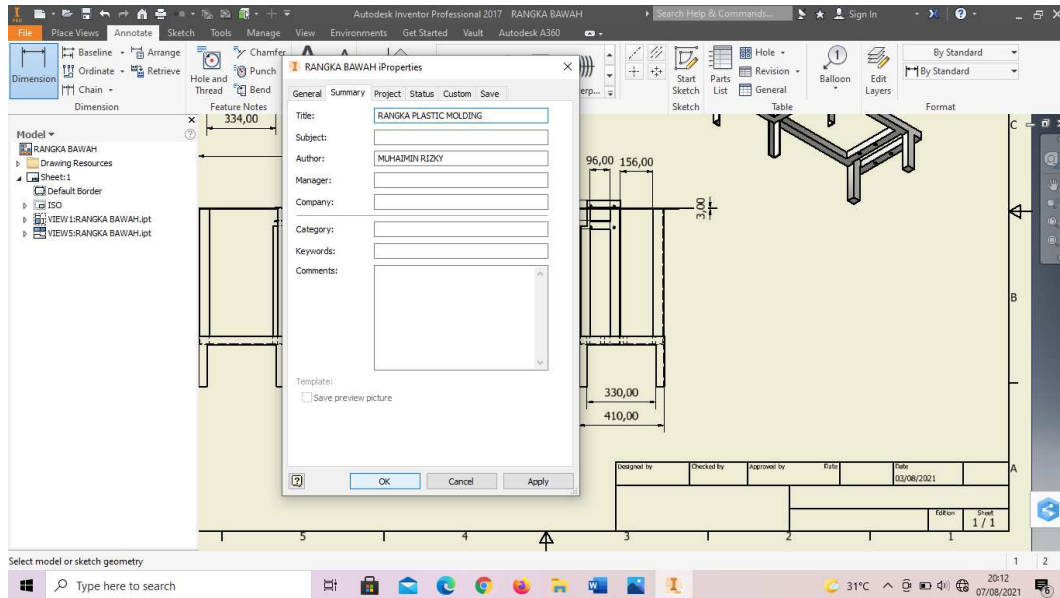 Autodesk Inventor Professional 2017 RANGKA BAWAH
Search Help & Commands...
Sign In
File Place Views Annotate Sketch Tools Manage View Environments Get Started Vault Autodesk A360
Dimension
Baseline
Ordinate
Chain
Arrange
Retrieve
Dimension
Hole and Thread
Chamfer
Punch
Bend
Feature Notes
Start Sketch
Sketch
Parts List
Hole
Revision
General
Table
Balloon
Edit Layers
By Standard
By Standard
Format
Model
RANGKA BAWAH
Drawing Resources
Sheet:1
Default Border
ISO
VIEW1:RANGKA BAWAH.ipt
VIEW5:RANGKA BAWAH.ipt
RANGKA BAWAH iProperties
General Summary Project Status Custom Save
Title: RANGKA PLASTIC MOLDING
Subject:
Author: MUHAIMIN RIZKY
Manager:
Company:
Category:
Keywords:
Comments:
Template:
Save preview picture
OK Cancel Apply
334,00
96,00 156,00
3,00
330,00
410,00
C
B
A
Designed by Checked by Approved by Date Date
03/08/2021
Edition Sheet
1 / 1
5 4 3 2 1
Select model or sketch geometry
1 2
Type here to search
31°C
20:12
07/08/2021
6